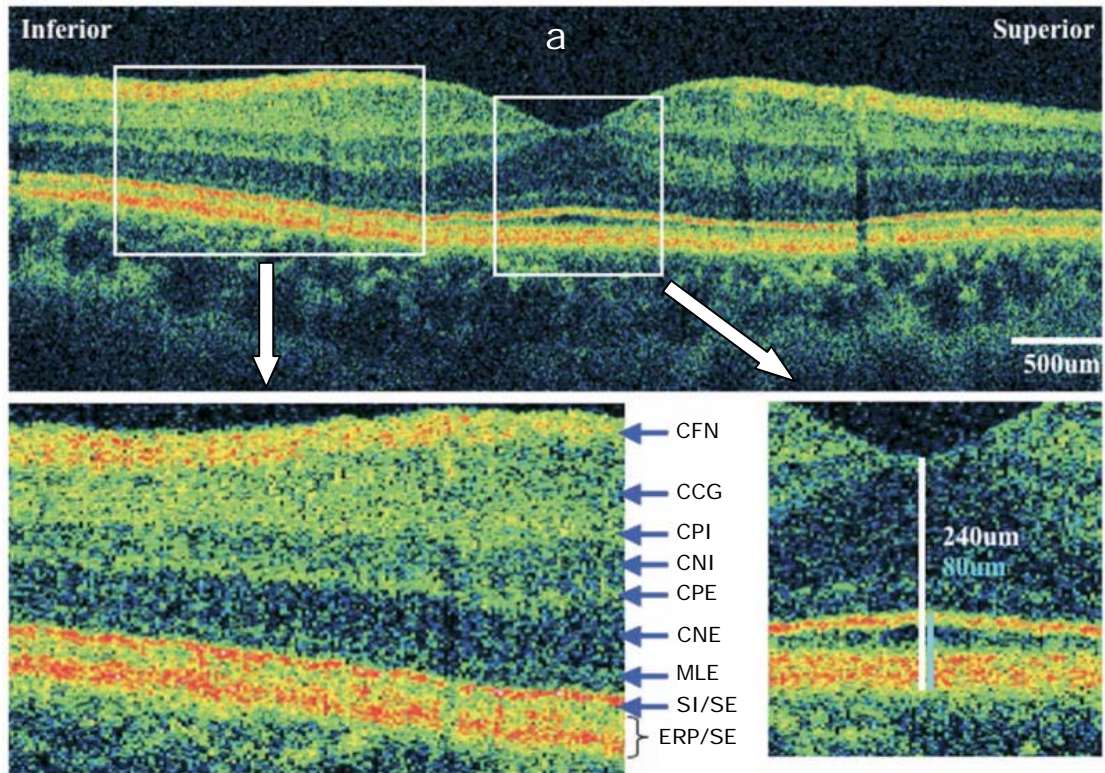 Inferior
a
Superior
500um
CFN
CCG
CPI
CNI
CPE
CNE
MLE
SI/SE
ERP/SE
240um
80um